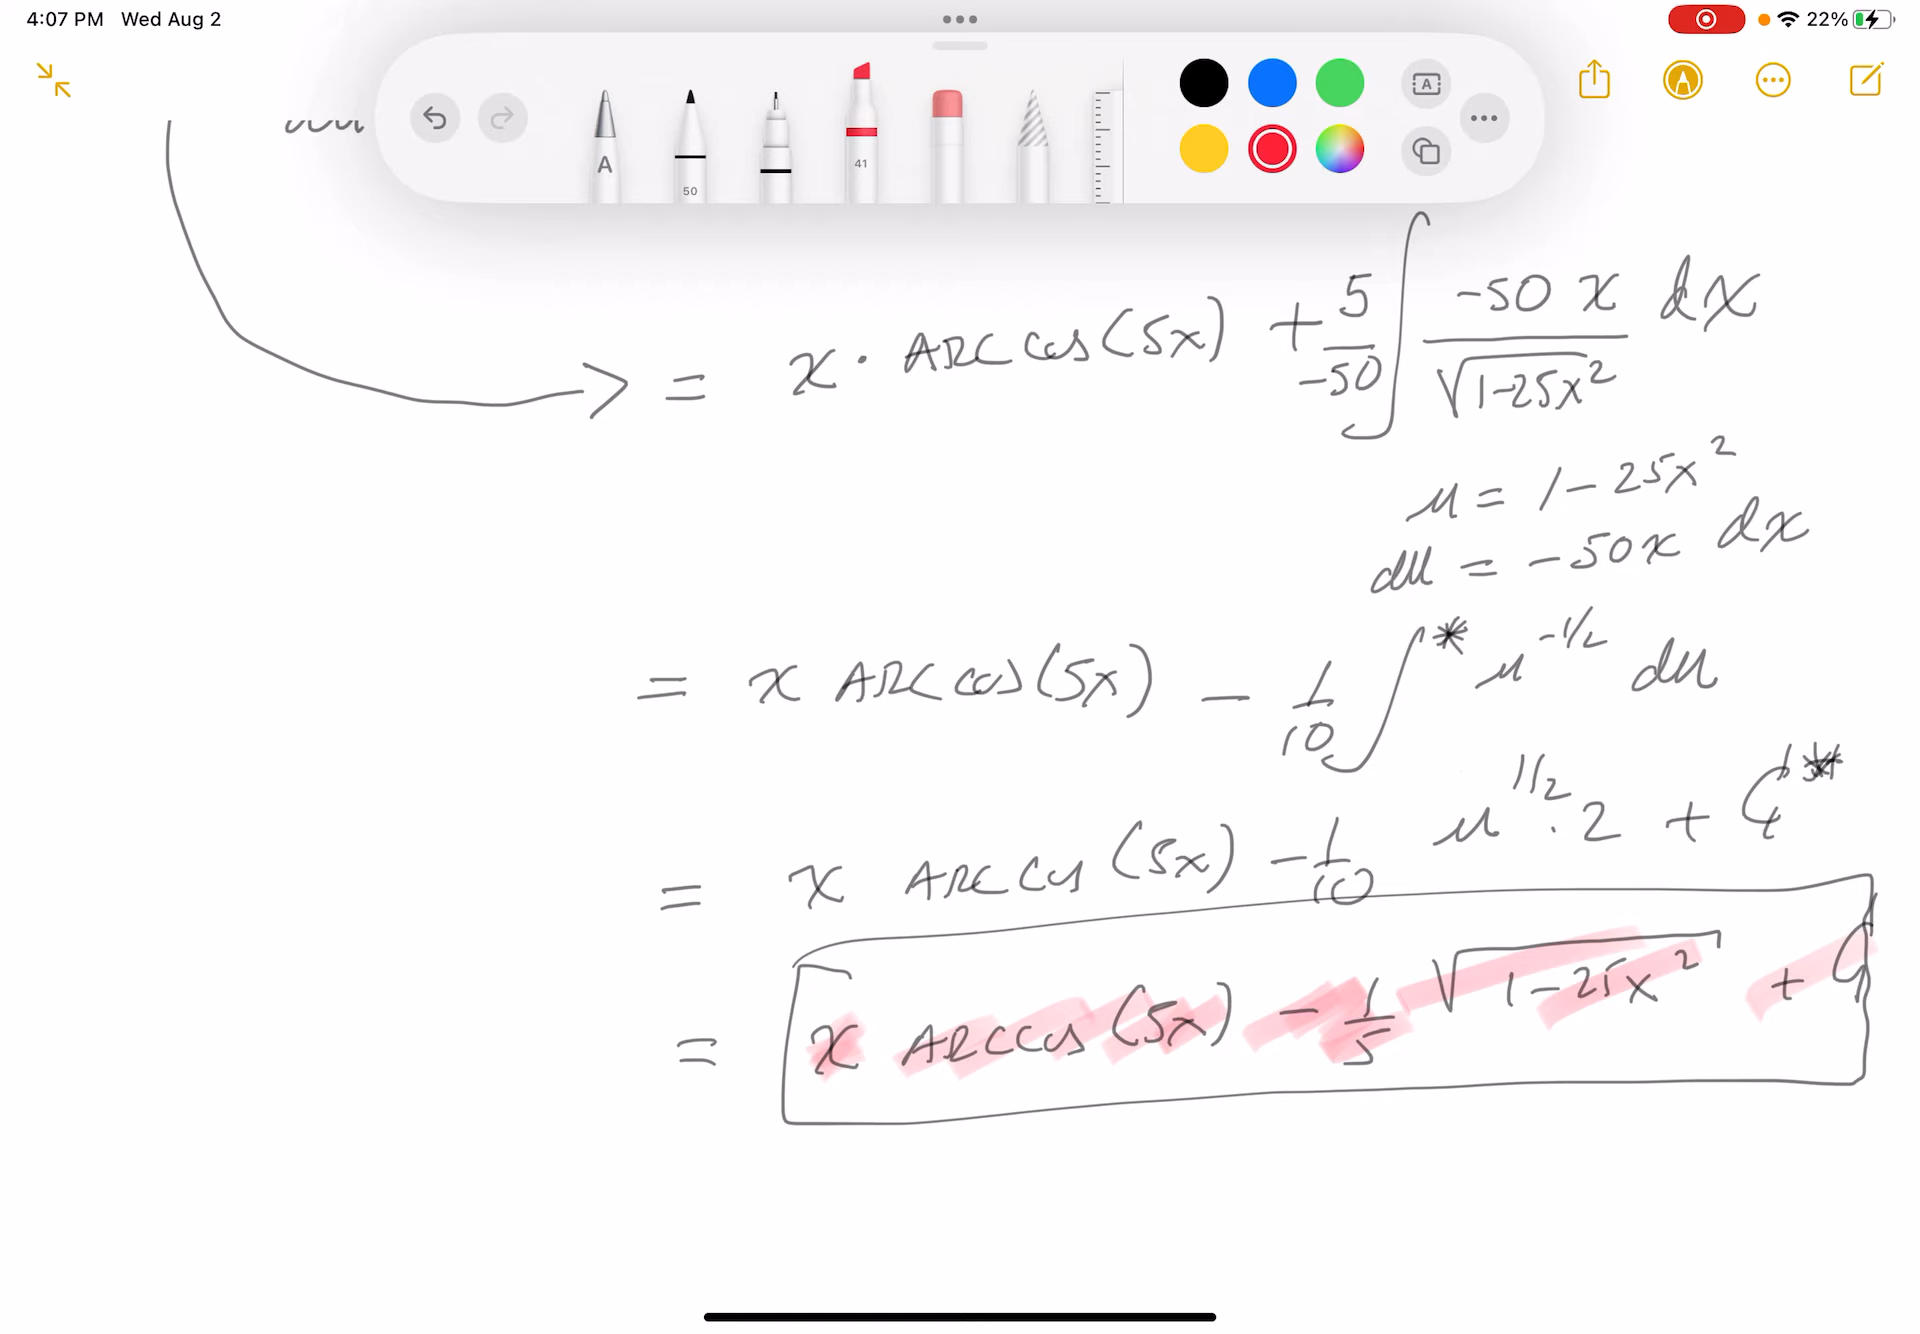 4:07 PM Wed Aug 2
22%
A
50
41
A
= x · ARCcos(5x) + 5/-50 ∫ -50x/√1-25x² dx
u = 1 - 25x²
du = -50x dx
= x ARCcos(5x) - 1/10 ∫* u^-1/2 du
= x ARCcos(5x) - 1/10 u^1/2 · 2 + C*
= x ARCcos(5x) - 1/5 √1-25x² + C